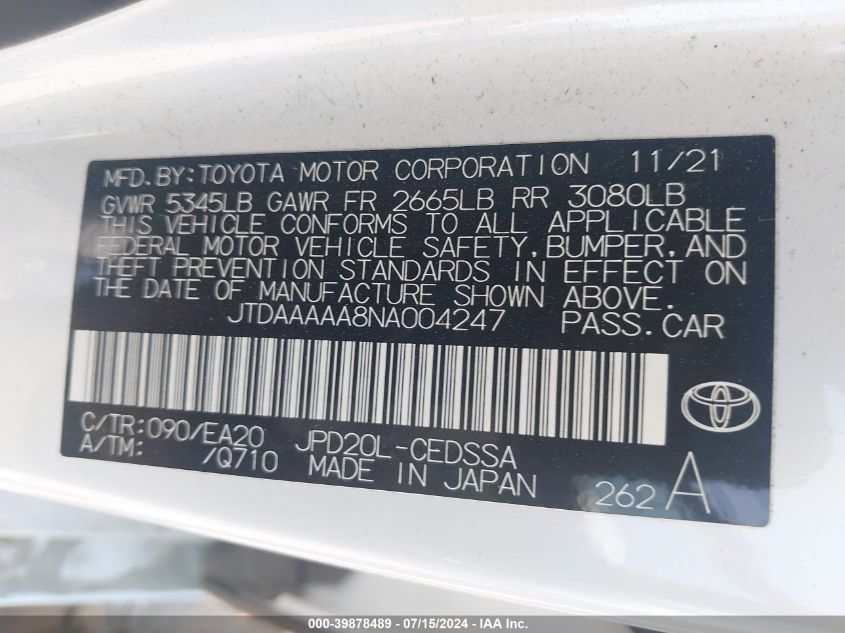 MFD. BY: TOYOTA MOTOR CORPORATION 11/21
GVWR 5345LB GAWR FR 2665LB RR 3080LB
THIS VEHICLE CONFORMS TO ALL APPLICABLE
FEDERAL MOTOR VEHICLE SAFETY, BUMPER, AND
THEFT PREVENTION STANDARDS IN EFFECT ON
THE DATE OF MANUFACTURE SHOWN ABOVE.
JTDAAAAA8NA004247 PASS. CAR
C/TR: 090/EA20 JPD20L-CEDSSA
A/TM: /Q710 MADE IN JAPAN
262 A
000-39878489 - 07/15/2024 - IAA Inc.